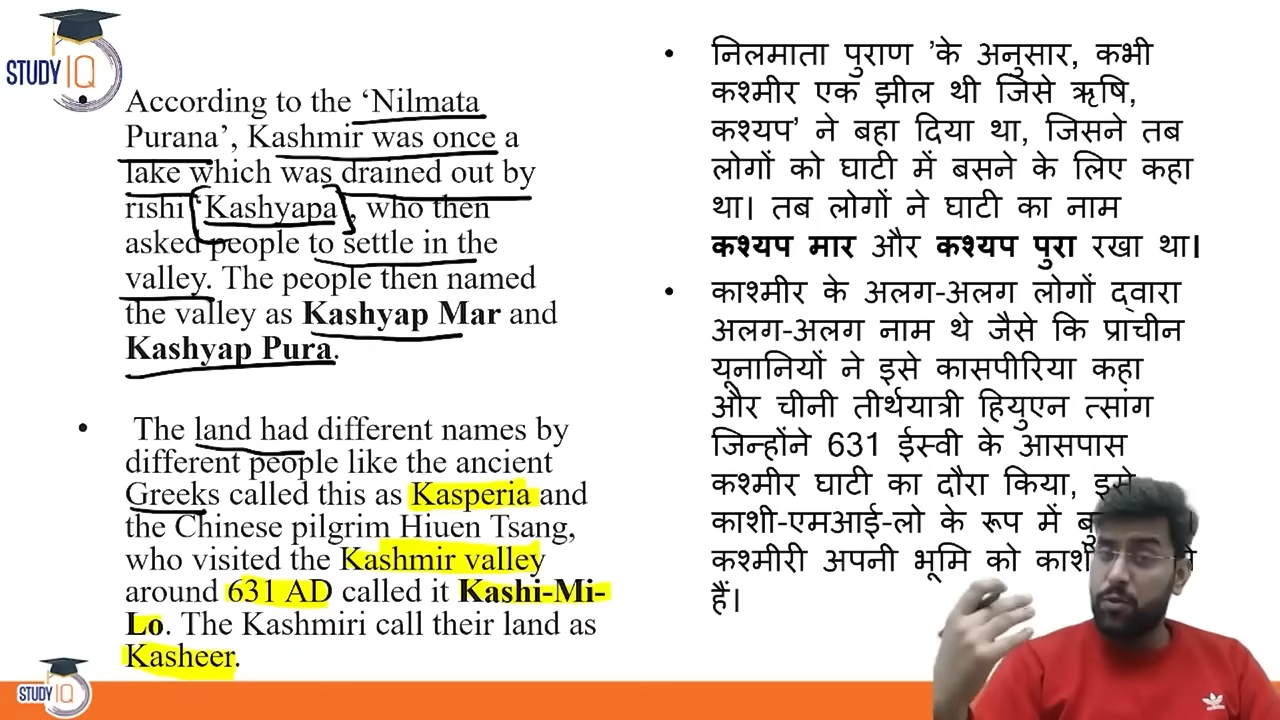 STUDY IQ
• According to the ‘Nilmata
Purana’, Kashmir was once a
lake which was drained out by
rishi ‘Kashyapa’, who then
asked people to settle in the
valley. The people then named
the valley as Kashyap Mar and
Kashyap Pura.
• The land had different names by
different people like the ancient
Greeks called this as Kasperia and
the Chinese pilgrim Hiuen Tsang,
who visited the Kashmir valley
around 631 AD called it Kashi-Mi-
Lo. The Kashmiri call their land as
Kasheer.
• निलमाता पुराण ’के अनुसार, कभी
कश्मीर एक झील थी जिसे ऋषि,
कश्यप’ ने बहा दिया था, जिसने तब
लोगों को घाटी में बसने के लिए कहा
था। तब लोगों ने घाटी का नाम
कश्यप मार और कश्यप पुरा रखा था।
• काश्मीर के अलग-अलग लोगों द्वारा
अलग-अलग नाम थे जैसे कि प्राचीन
यूनानियों ने इसे कासपीरिया कहा
और चीनी तीर्थयात्री हियुएन त्सांग
जिन्होंने 631 ईस्वी के आसपास
कश्मीर घाटी का दौरा किया, इसे
काशी-एमआई-लो के रूप में
कश्मीरी अपनी भूमि को
हैं।
STUDY IQ